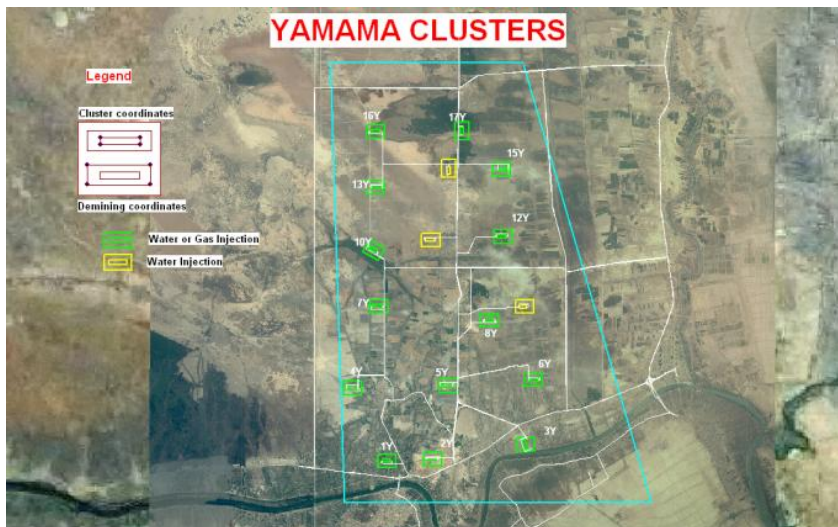 YAMAMA CLUSTERS
Legend
Cluster coordinates
Demining coordinates
Water or Gas Injection
Water Injection
16Y
17Y
15Y
13Y
12Y
10Y
7Y
8Y
4Y
5Y
6Y
1Y
2Y
3Y